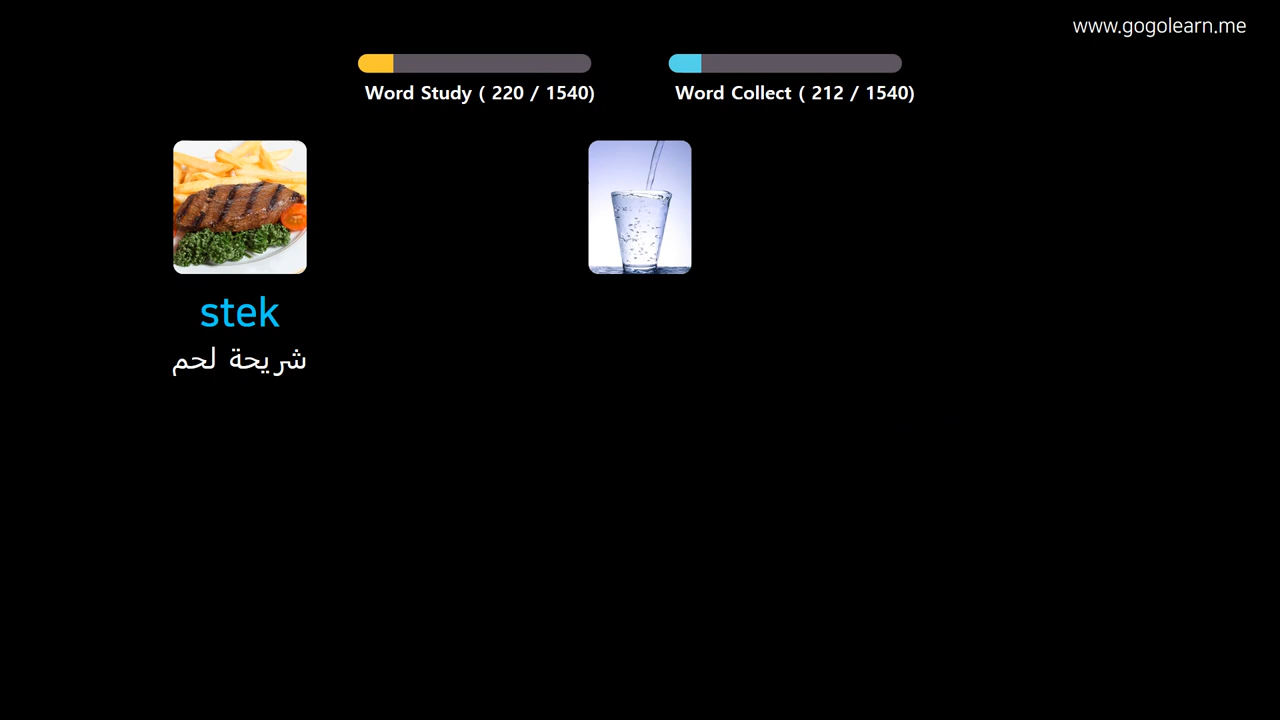 www.gogolearn.me
Word Study ( 220 / 1540)
Word Collect ( 212 / 1540)
stek
شريحة لحم